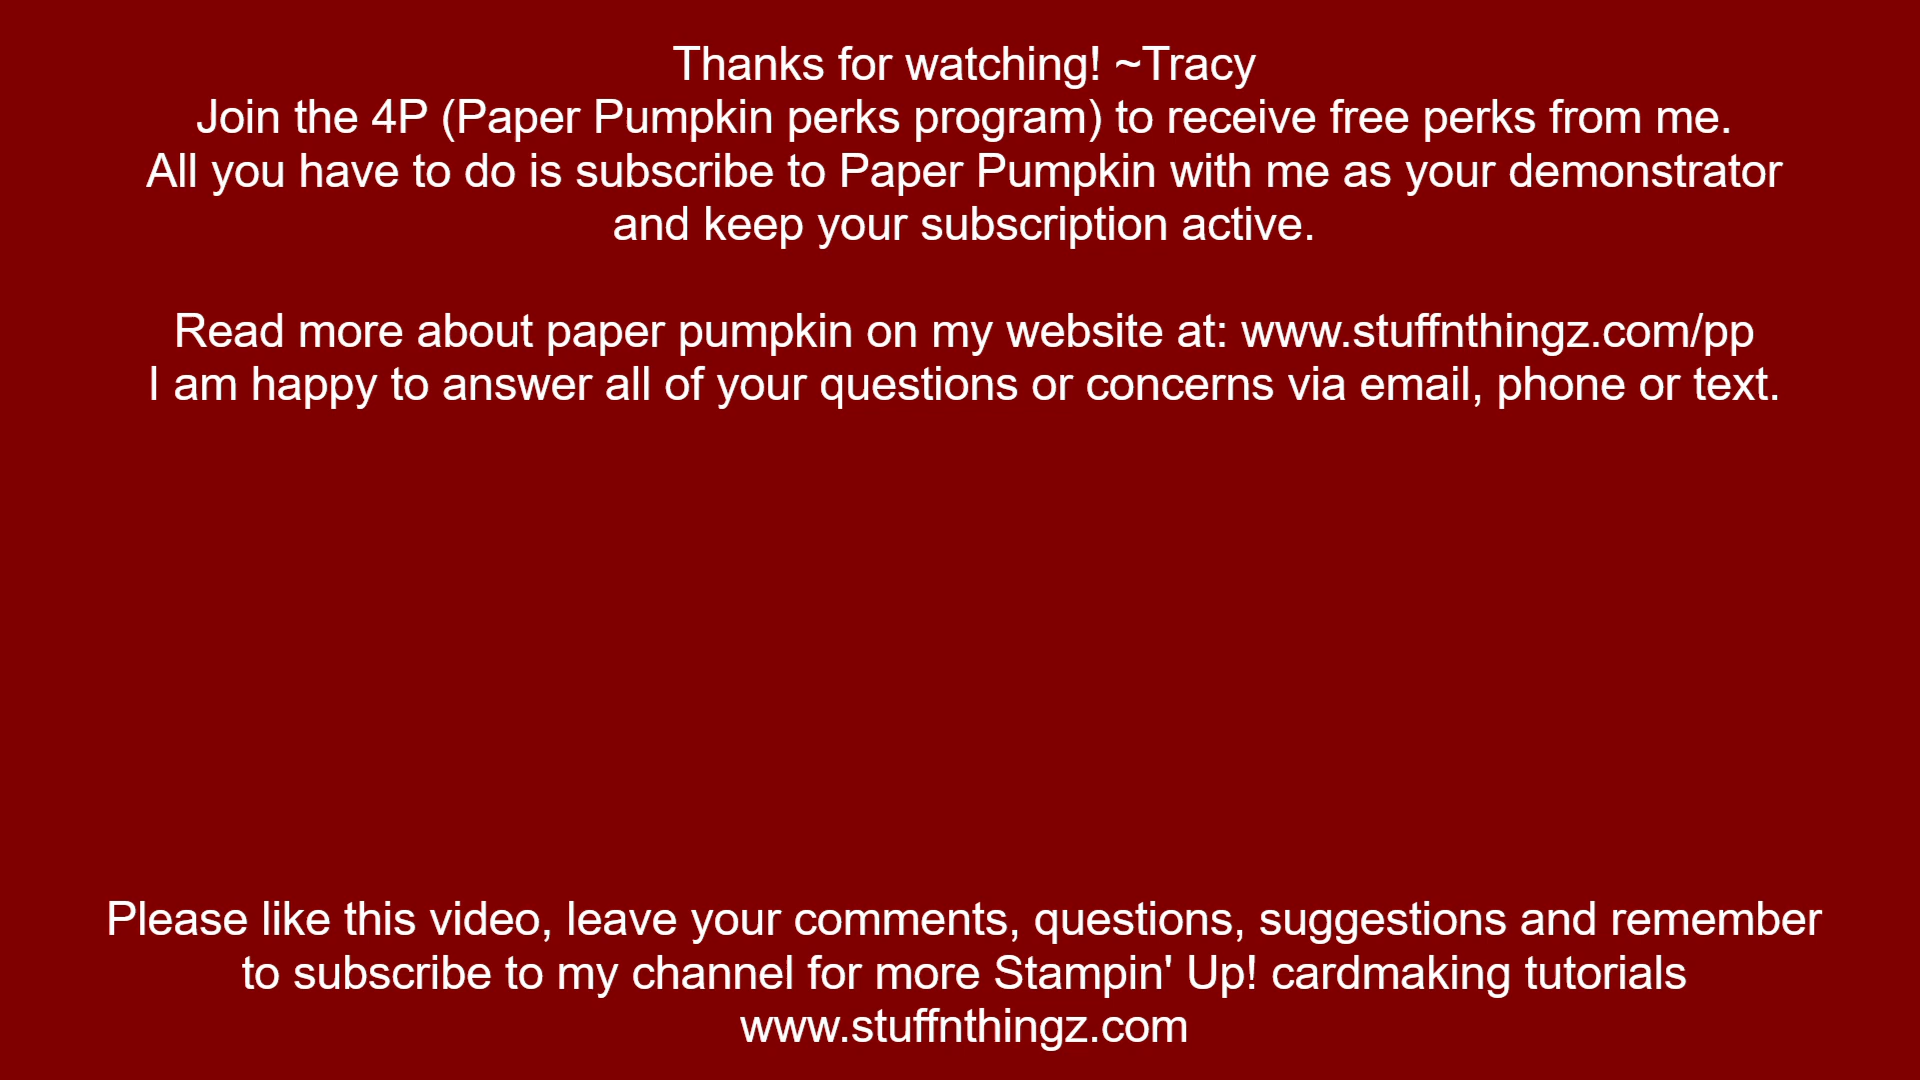 Thanks for watching! ~Tracy
Join the 4P (Paper Pumpkin perks program) to receive free perks from me.
All you have to do is subscribe to Paper Pumpkin with me as your demonstrator
and keep your subscription active.
Read more about paper pumpkin on my website at: www.stuffnthingz.com/pp
I am happy to answer all of your questions or concerns via email, phone or text.
Please like this video, leave your comments, questions, suggestions and remember
to subscribe to my channel for more Stampin' Up! cardmaking tutorials
www.stuffnthingz.com